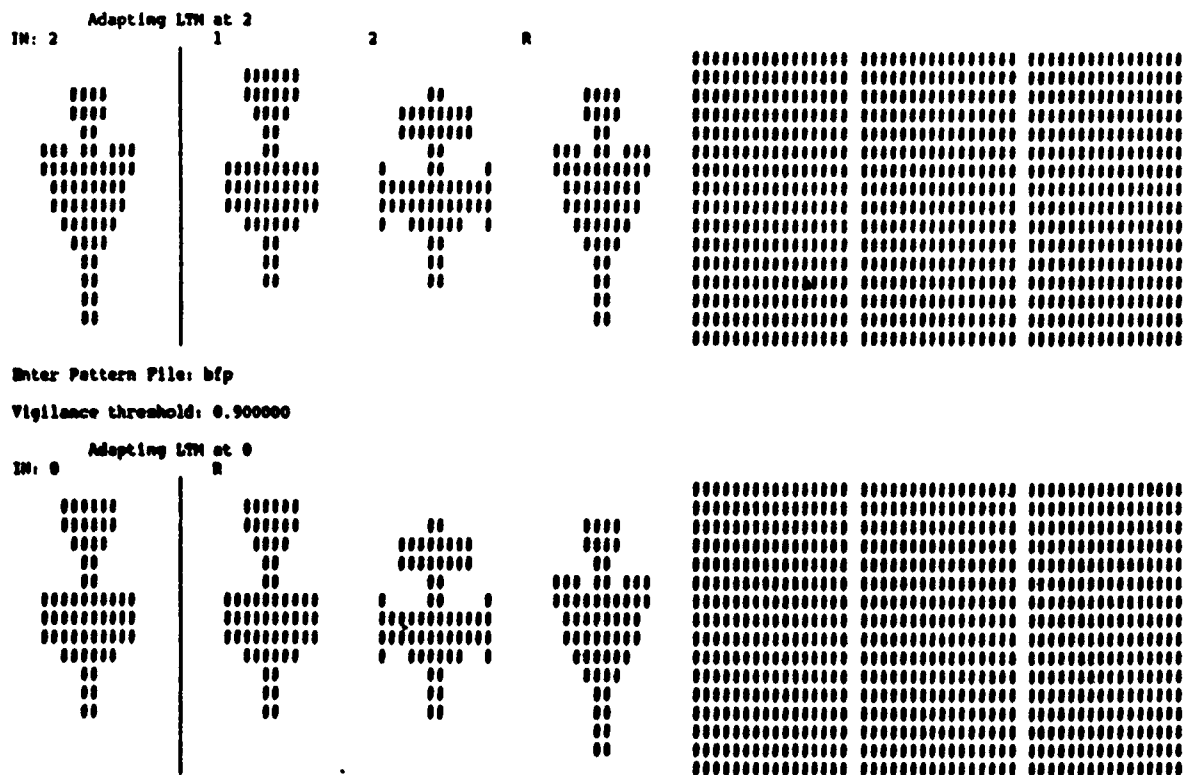 Adapting LTM at 2
IN: 2 1 2 R
Enter Pattern File: bfp
Vigilance threshold: 0.900000
Adapting LTM at 0
IN: 0 R